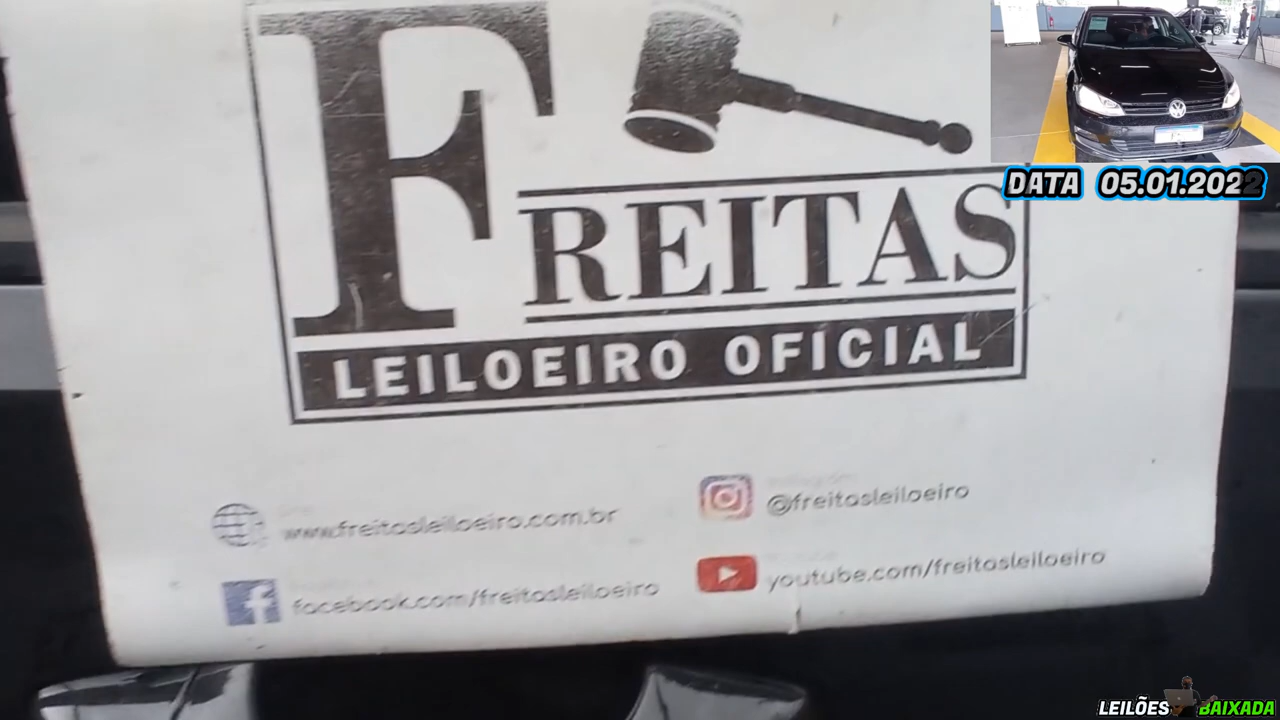 FREITAS
LEILOEIRO OFICIAL
DATA 05.01.2022
www.freitasleiloeiro.com.br
@freitasleiloeiro
facebook.com/freitasleiloeiro
youtube.com/freitasleiloeiro
LEILÕES BAIXADA